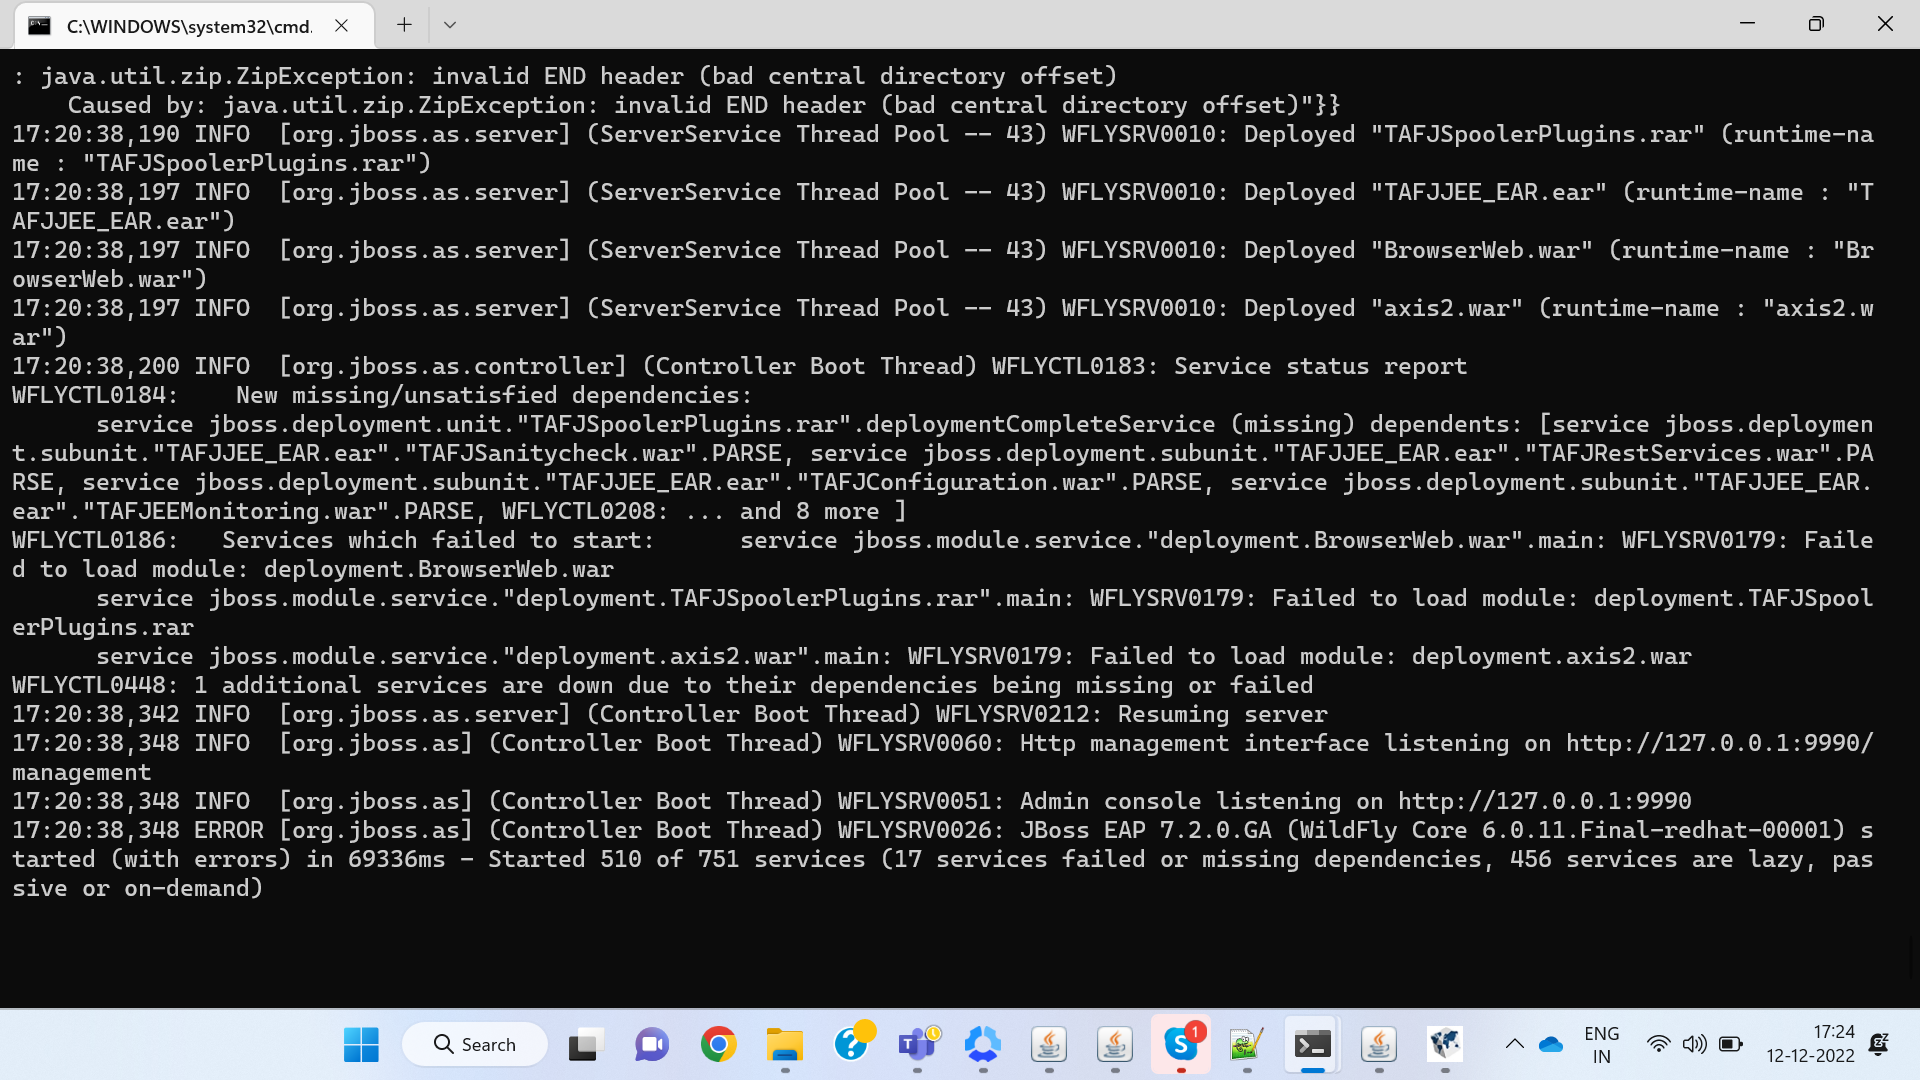 C:\WINDOWS\system32\cmd.
: java.util.zip.ZipException: invalid END header (bad central directory offset)
    Caused by: java.util.zip.ZipException: invalid END header (bad central directory offset)"}}
17:20:38,190 INFO  [org.jboss.as.server] (ServerService Thread Pool -- 43) WFLYSRV0010: Deployed "TAFJSpoolerPlugins.rar" (runtime-na
me : "TAFJSpoolerPlugins.rar")
17:20:38,197 INFO  [org.jboss.as.server] (ServerService Thread Pool -- 43) WFLYSRV0010: Deployed "TAFJJEE_EAR.ear" (runtime-name : "T
AFJJEE_EAR.ear")
17:20:38,197 INFO  [org.jboss.as.server] (ServerService Thread Pool -- 43) WFLYSRV0010: Deployed "BrowserWeb.war" (runtime-name : "Br
owserWeb.war")
17:20:38,197 INFO  [org.jboss.as.server] (ServerService Thread Pool -- 43) WFLYSRV0010: Deployed "axis2.war" (runtime-name : "axis2.w
ar")
17:20:38,200 INFO  [org.jboss.as.controller] (Controller Boot Thread) WFLYCTL0183: Service status report
WFLYCTL0184:    New missing/unsatisfied dependencies:
      service jboss.deployment.unit."TAFJSpoolerPlugins.rar".deploymentCompleteService (missing) dependents: [service jboss.deploymen
t.subunit."TAFJJEE_EAR.ear"."TAFJSanitycheck.war".PARSE, service jboss.deployment.subunit."TAFJJEE_EAR.ear"."TAFJRestServices.war".PA
RSE, service jboss.deployment.subunit."TAFJJEE_EAR.ear"."TAFJConfiguration.war".PARSE, service jboss.deployment.subunit."TAFJJEE_EAR.
ear"."TAFJEEMonitoring.war".PARSE, WFLYCTL0208: ... and 8 more ]
WFLYCTL0186:   Services which failed to start:      service jboss.module.service."deployment.BrowserWeb.war".main: WFLYSRV0179: Faile
d to load module: deployment.BrowserWeb.war
      service jboss.module.service."deployment.TAFJSpoolerPlugins.rar".main: WFLYSRV0179: Failed to load module: deployment.TAFJSpool
erPlugins.rar
      service jboss.module.service."deployment.axis2.war".main: WFLYSRV0179: Failed to load module: deployment.axis2.war
WFLYCTL0448: 1 additional services are down due to their dependencies being missing or failed
17:20:38,342 INFO  [org.jboss.as.server] (Controller Boot Thread) WFLYSRV0212: Resuming server
17:20:38,348 INFO  [org.jboss.as] (Controller Boot Thread) WFLYSRV0060: Http management interface listening on http://127.0.0.1:9990/
management
17:20:38,348 INFO  [org.jboss.as] (Controller Boot Thread) WFLYSRV0051: Admin console listening on http://127.0.0.1:9990
17:20:38,348 ERROR [org.jboss.as] (Controller Boot Thread) WFLYSRV0026: JBoss EAP 7.2.0.GA (WildFly Core 6.0.11.Final-redhat-00001) s
tarted (with errors) in 69336ms - Started 510 of 751 services (17 services failed or missing dependencies, 456 services are lazy, pas
sive or on-demand)
Search
1
ENG
IN
17:24
12-12-2022